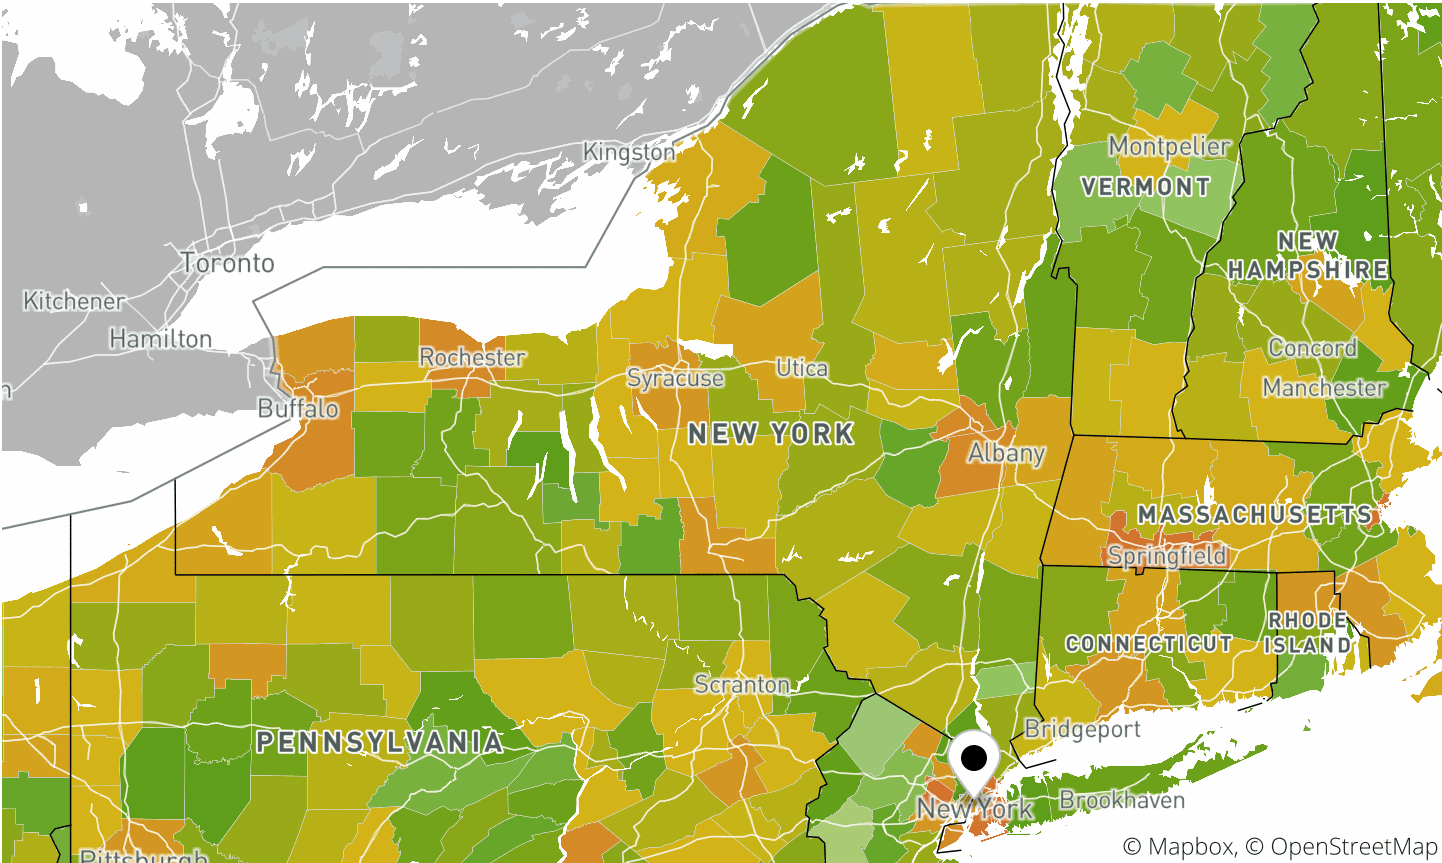 Kingston
Montpelier
VERMONT
Toronto
NEW
HAMPSHIRE
Kitchener
Hamilton
Rochester
Concord
Syracuse
Utica
Manchester
Buffalo
NEW YORK
Albany
MASSACHUSETTS
Springfield
RHODE
ISLAND
CONNECTICUT
Scranton
Bridgeport
PENNSYLVANIA
New York
Brookhaven
Pittsburgh
© Mapbox, © OpenStreetMap